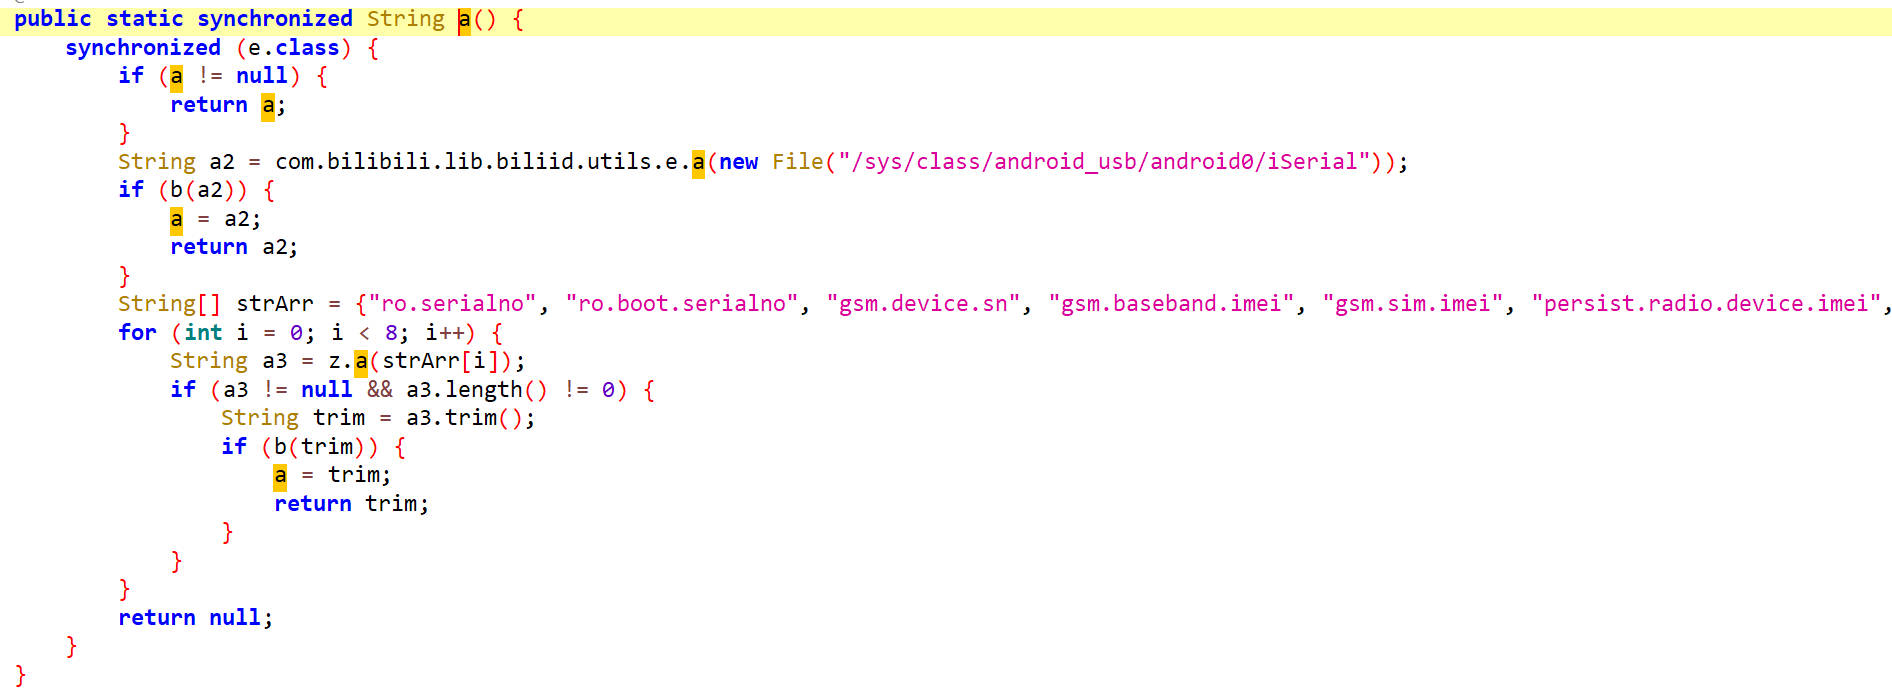 public static synchronized String a() {
    synchronized (e.class) {
        if (a != null) {
            return a;
        }
        String a2 = com.bilibili.lib.biliid.utils.e.a(new File("/sys/class/android_usb/android0/iSerial"));
        if (b(a2)) {
            a = a2;
            return a2;
        }
        String[] strArr = {"ro.serialno", "ro.boot.serialno", "gsm.device.sn", "gsm.baseband.imei", "gsm.sim.imei", "persist.radio.device.imei",
        for (int i = 0; i < 8; i++) {
            String a3 = z.a(strArr[i]);
            if (a3 != null && a3.length() != 0) {
                String trim = a3.trim();
                if (b(trim)) {
                    a = trim;
                    return trim;
                }
            }
        }
        return null;
    }
}